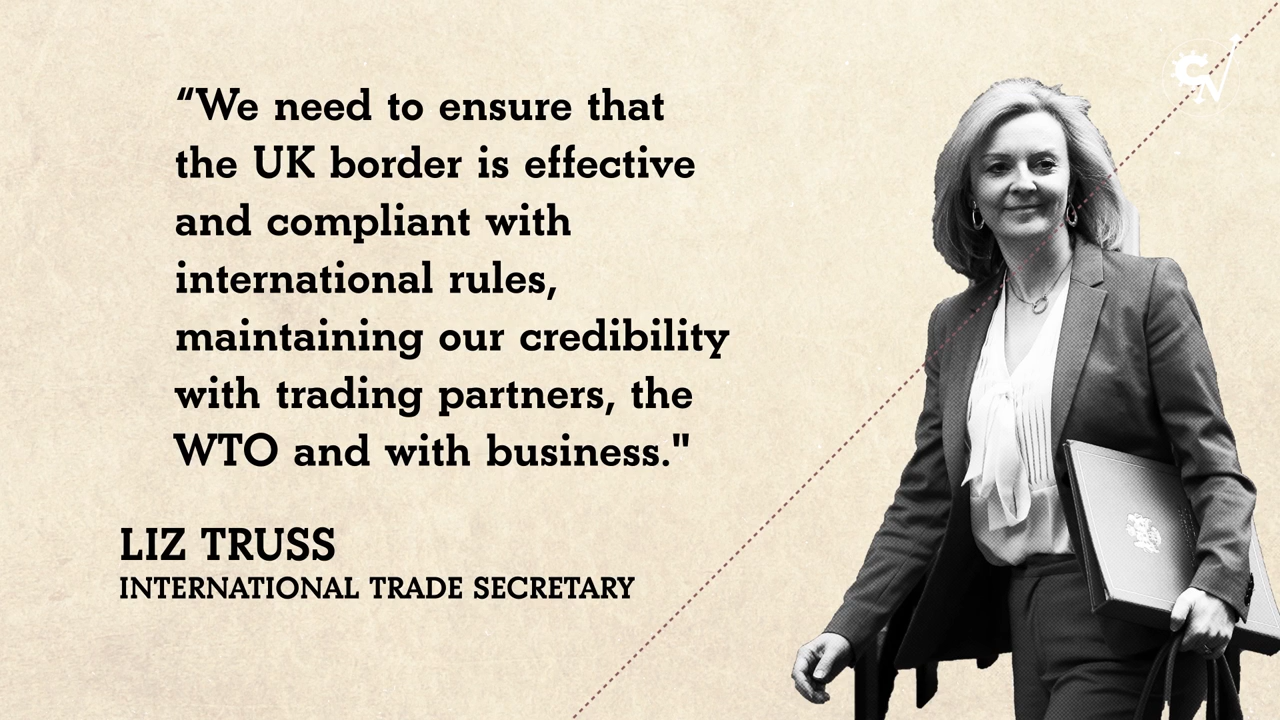 “We need to ensure that
the UK border is effective
and compliant with
international rules,
maintaining our credibility
with trading partners, the
WTO and with business."
LIZ TRUSS
INTERNATIONAL TRADE SECRETARY